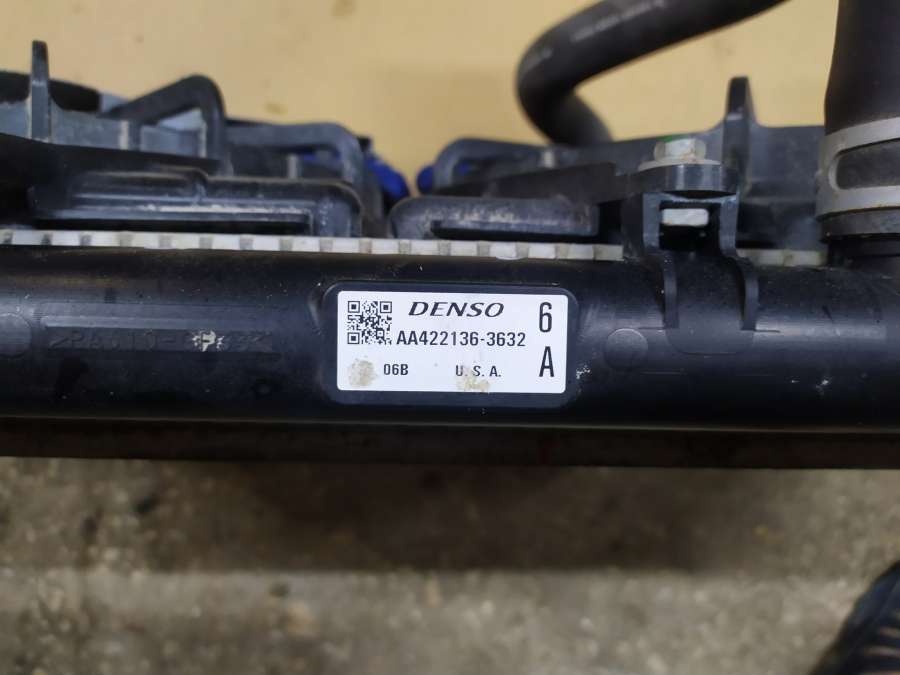 DENSO
6
AA422136-3632
06B
U. S. A.
A